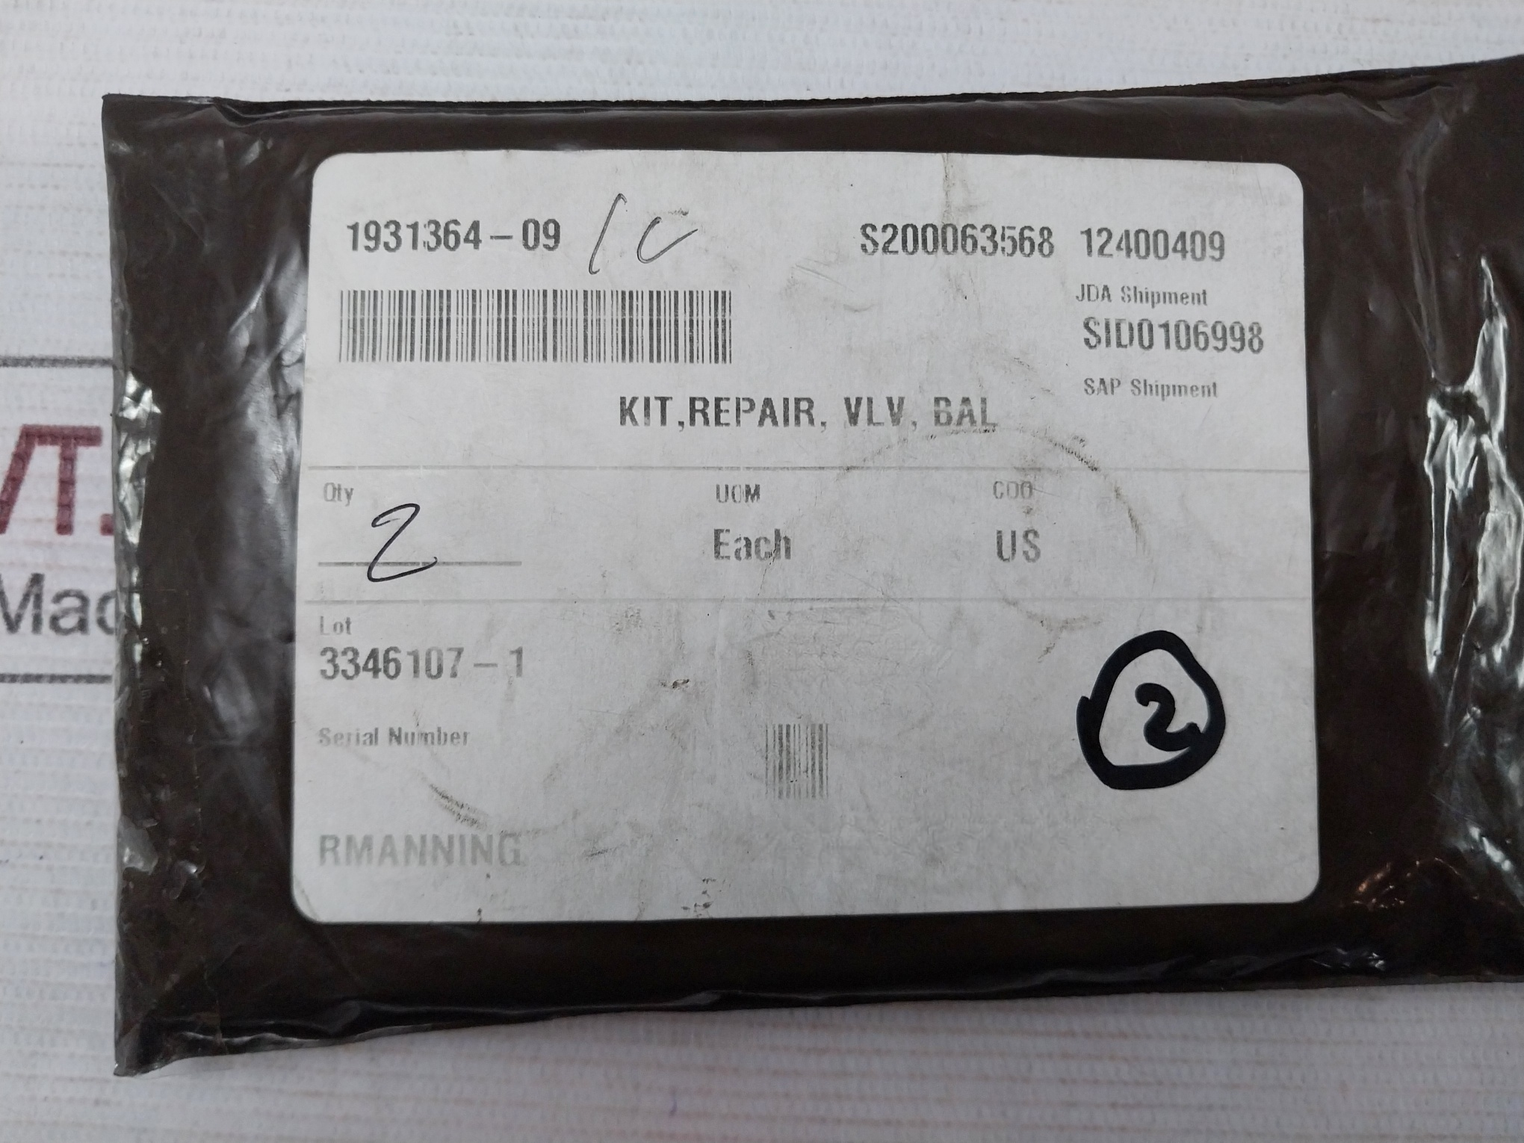 1931364-09 /C
S200063568 12400409
JDA Shipment
SID0106998
SAP Shipment
KIT,REPAIR, VLV, BAL
Qty UOM COO
2 Each US
Lot
3346107-1
2
Serial Number
RMANNING
VT.
Mac